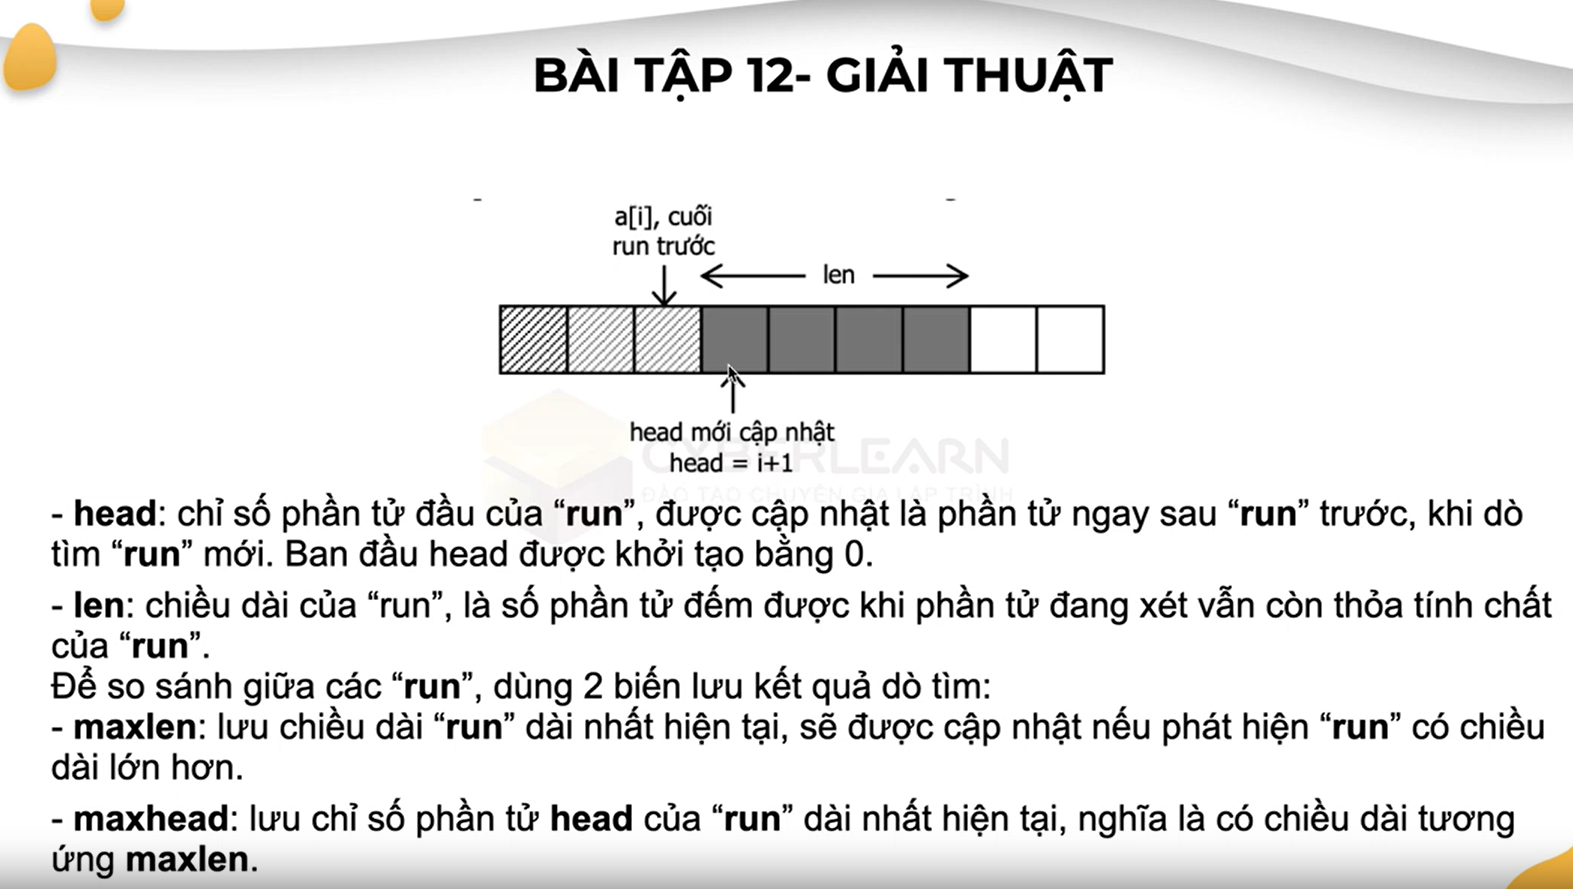 BÀI TẬP 12- GIẢI THUẬT
a[i], cuối
run trước
len
head mới cập nhật
head = i+1
CYBERLEARN
ĐÀO TẠO CHUYÊN GIA LẬP TRÌNH
- head: chỉ số phần tử đầu của “run”, được cập nhật là phần tử ngay sau “run” trước, khi dò
tìm “run” mới. Ban đầu head được khởi tạo bằng 0.
- len: chiều dài của “run”, là số phần tử đếm được khi phần tử đang xét vẫn còn thỏa tính chất
của “run”.
Để so sánh giữa các “run”, dùng 2 biến lưu kết quả dò tìm:
- maxlen: lưu chiều dài “run” dài nhất hiện tại, sẽ được cập nhật nếu phát hiện “run” có chiều
dài lớn hơn.
- maxhead: lưu chỉ số phần tử head của “run” dài nhất hiện tại, nghĩa là có chiều dài tương
ứng maxlen.